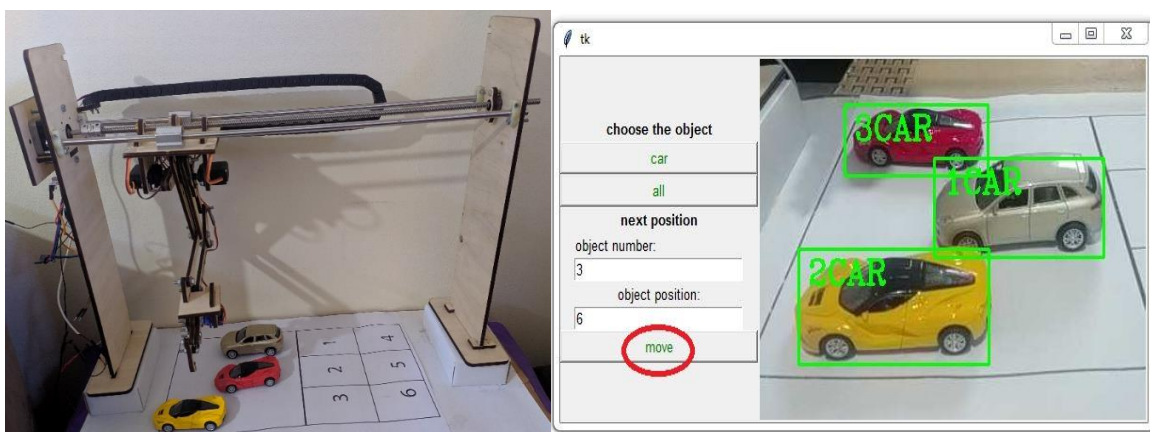 1 4
2 5
3 6
tk
choose the object
car
all
next position
object number:
3
object position:
6
move
3CAR
1CAR
2CAR